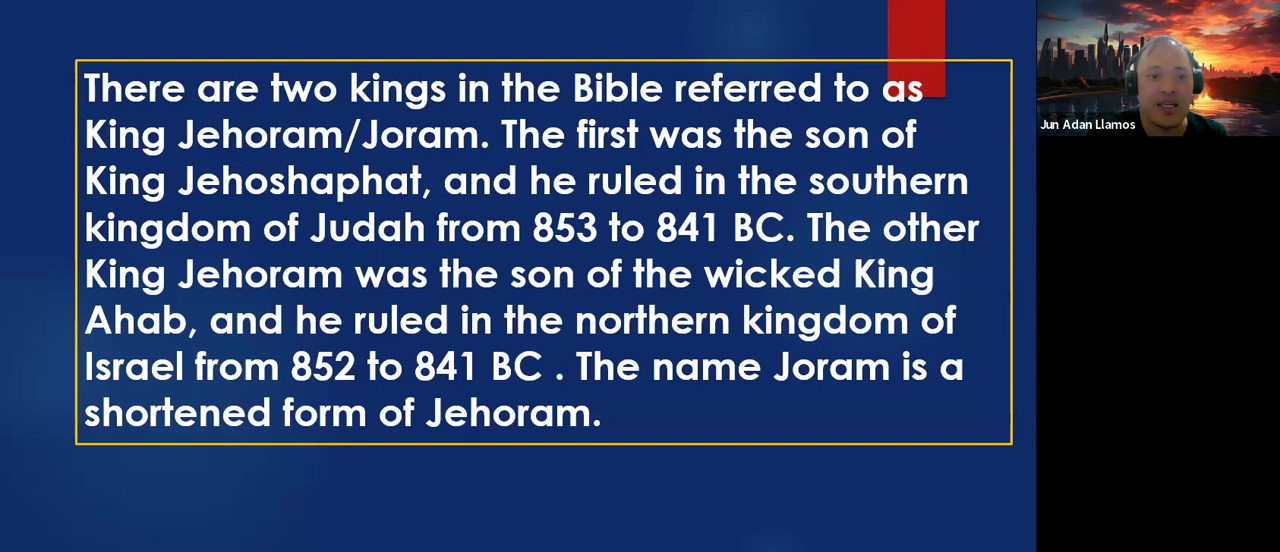 There are two kings in the Bible referred to as
King Jehoram/Joram. The first was the son of
King Jehoshaphat, and he ruled in the southern
kingdom of Judah from 853 to 841 BC. The other
King Jehoram was the son of the wicked King
Ahab, and he ruled in the northern kingdom of
Israel from 852 to 841 BC . The name Joram is a
shortened form of Jehoram.
Jun Adan Llamos